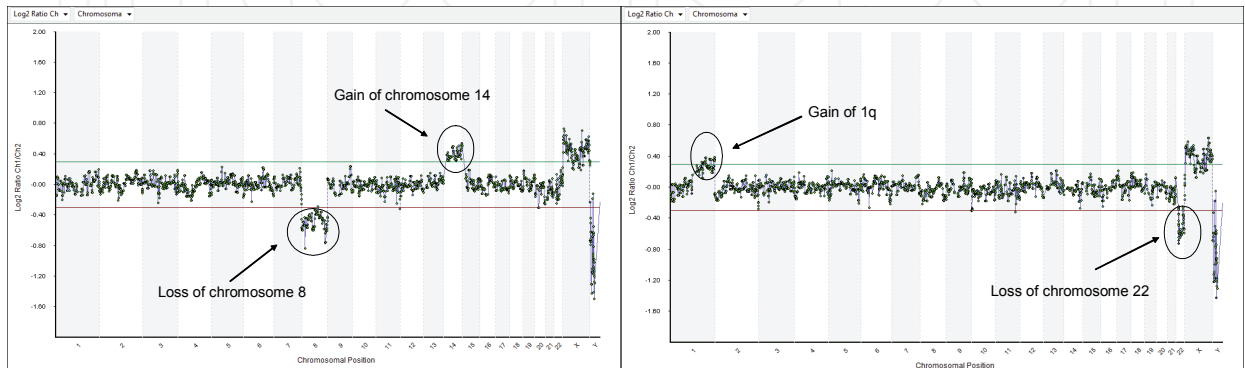 Log2 Ratio Ch Chromosoma
2.00
1.60
1.20
0.80
0.40
-0.00
-0.40
-0.80
-1.20
-1.60
Log2 Ratio Ch1/Ch2
Gain of chromosome 14
Loss of chromosome 8
1 2 3 4 5 6 7 8 9 10 11 12 13 14 15 16 17 18 19 20 21 22 X Y
Chromosomal Position
Log2 Ratio Ch Chromosoma
2.00
1.60
1.20
0.80
0.40
-0.00
-0.40
-0.80
-1.20
-1.60
Log2 Ratio Ch1/Ch2
Gain of 1q
Loss of chromosome 22
1 2 3 4 5 6 7 8 9 10 11 12 13 14 15 16 17 18 19 20 21 22 X Y
Chromosomal Position